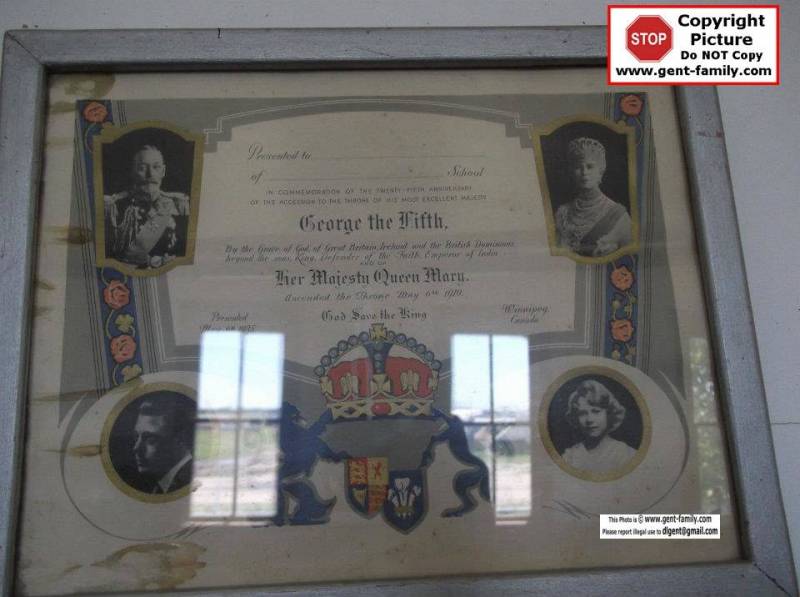 STOP
Copyright
Picture
Do NOT Copy
www.gent-family.com
Presented to
of School
IN COMMEMORATION OF THE TWENTY-FIFTH ANNIVERSARY
OF THE ACCESSION TO THE THRONE OF HIS MOST EXCELLENT MAJESTY
George the Fifth,
By the Grace of God, of Great Britain, Ireland and the British Dominions
beyond the seas, King, Defender of the Faith, Emperor of India
AND OF
Her Majesty Queen Mary.
Ascended the Throne May 6th 1910.
Presented
May 6th 1935
God Save the King
Winnipeg
Canada
This Photo is © www.gent-family.com
Please report illegal use to digent@gmail.com